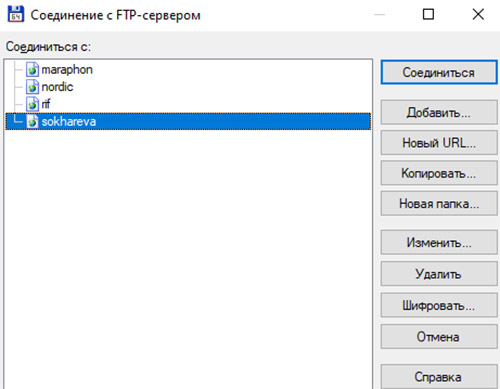 Соединение с FTP-сервером
Соединиться с:
maraphon
nordic
rif
sokhareva
Соединиться
Добавить...
Новый URL...
Копировать...
Новая папка...
Изменить...
Удалить
Шифровать...
Отмена
Справка